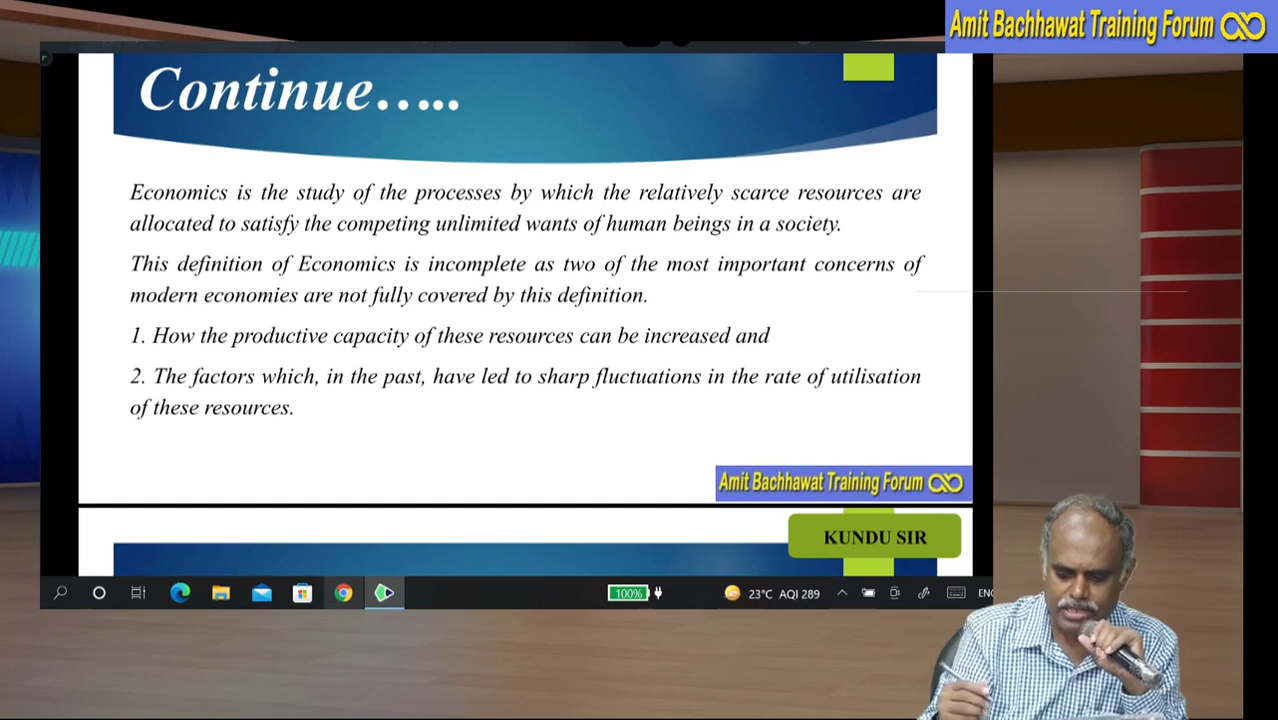 Amit Bachhawat Training Forum
Continue…..
Economics is the study of the processes by which the relatively scarce resources are
allocated to satisfy the competing unlimited wants of human beings in a society.
This definition of Economics is incomplete as two of the most important concerns of
modern economies are not fully covered by this definition.
1. How the productive capacity of these resources can be increased and
2. The factors which, in the past, have led to sharp fluctuations in the rate of utilisation
of these resources.
Amit Bachhawat Training Forum
KUNDU SIR
100% 23°C AQI 289 ENG